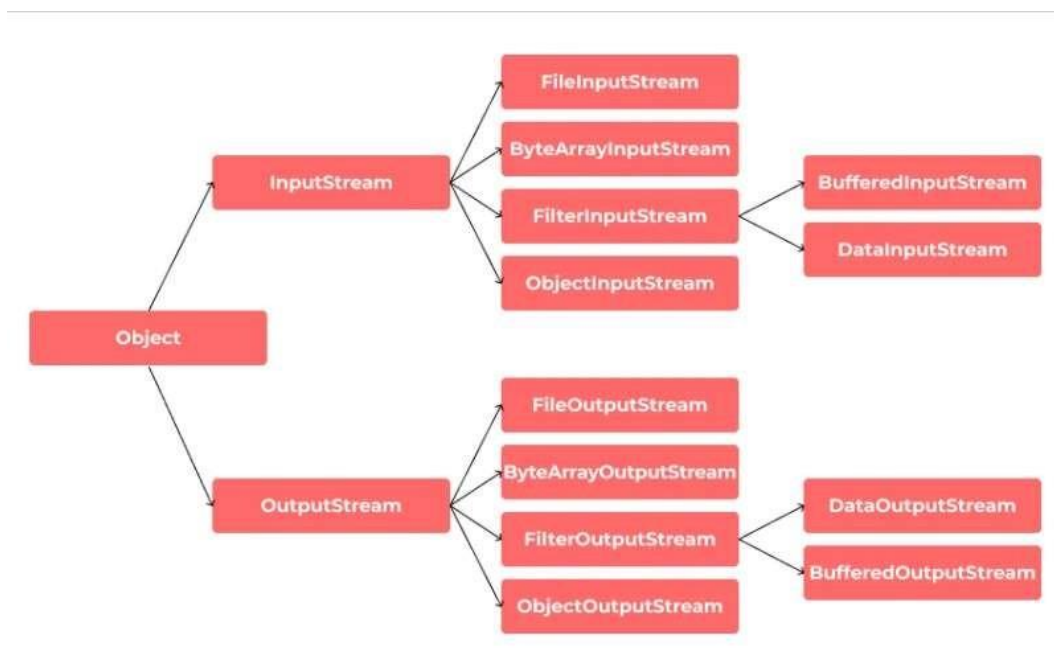 FileInputStream
ByteArrayInputStream
InputStream
BufferedInputStream
FilterInputStream
DataInputStream
ObjectInputStream
Object
FileOutputStream
ByteArrayOutputStream
OutputStream
DataOutputStream
FilterOutputStream
BufferedOutputStream
ObjectOutputStream